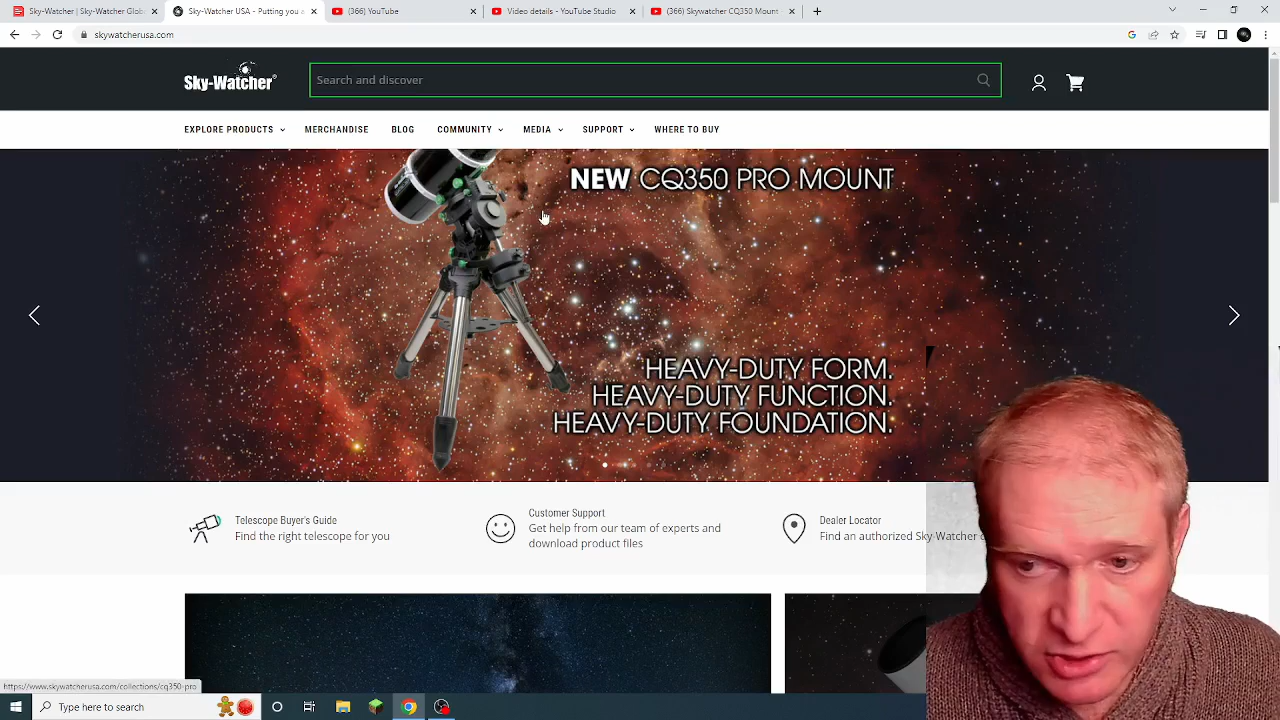 Sky-Watcher | Sky-Watcher Glob
Sky-Watcher USA - Putting you a
(366) YouTube
Video details - YouTube Studio
(366) Skywatcher CQ350 Mount
skywatcherusa.com
Sky-Watcher
Search and discover
EXPLORE PRODUCTS
MERCHANDISE
BLOG
COMMUNITY
MEDIA
SUPPORT
WHERE TO BUY
NEW CQ350 PRO MOUNT
HEAVY-DUTY FORM.
HEAVY-DUTY FUNCTION.
HEAVY-DUTY FOUNDATION.
Telescope Buyer's Guide
Find the right telescope for you
Customer Support
Get help from our team of experts and
download product files
Dealer Locator
Find an authorized Sky-Watcher
https://www.skywatcherusa.com/collections/cq350-pro
Type here to search